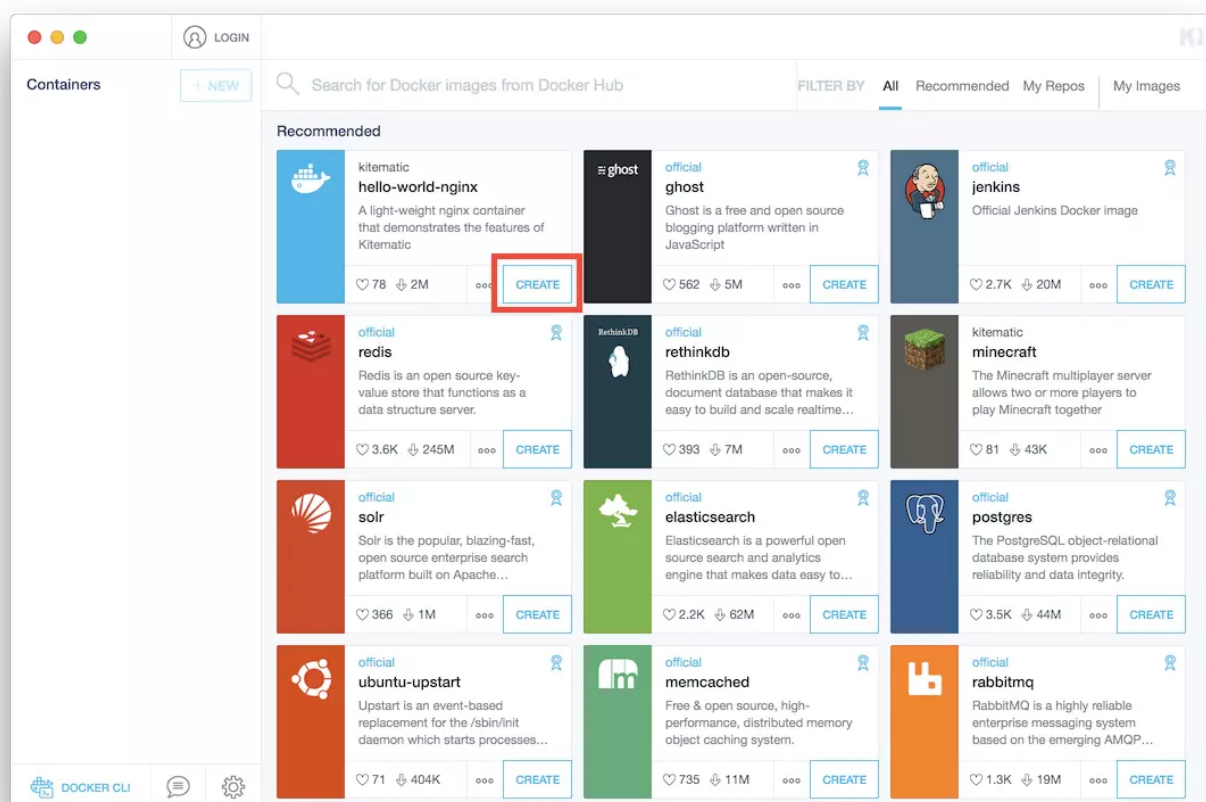 LOGIN
Containers
+ NEW
Search for Docker images from Docker Hub
FILTER BY
All
Recommended
My Repos
My Images
Recommended
kitematic
hello-world-nginx
A light-weight nginx container
that demonstrates the features of
Kitematic
78
2M
CREATE
ghost
official
ghost
Ghost is a free and open source
blogging platform written in
JavaScript
562
5M
CREATE
official
jenkins
Official Jenkins Docker image
2.7K
20M
CREATE
official
redis
Redis is an open source key-
value store that functions as a
data structure server.
3.6K
245M
CREATE
RethinkDB
official
rethinkdb
RethinkDB is an open-source,
document database that makes it
easy to build and scale realtime...
393
7M
CREATE
kitematic
minecraft
The Minecraft multiplayer server
allows two or more players to
play Minecraft together
81
43K
CREATE
official
solr
Solr is the popular, blazing-fast,
open source enterprise search
platform built on Apache...
366
1M
CREATE
official
elasticsearch
Elasticsearch is a powerful open
source search and analytics
engine that makes data easy to...
2.2K
62M
CREATE
official
postgres
The PostgreSQL object-relational
database system provides
reliability and data integrity.
3.5K
44M
CREATE
official
ubuntu-upstart
Upstart is an event-based
replacement for the /sbin/init
daemon which starts processes...
71
404K
CREATE
m
official
memcached
Free & open source, high-
performance, distributed memory
object caching system.
735
11M
CREATE
official
rabbitmq
RabbitMQ is a highly reliable
enterprise messaging system
based on the emerging AMQP...
1.3K
19M
CREATE
DOCKER CLI